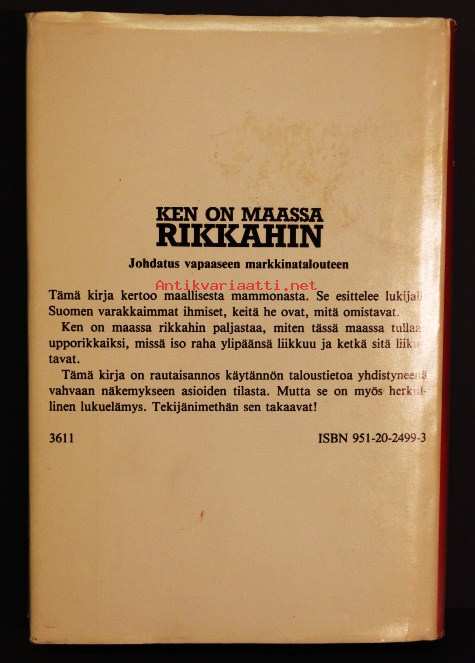 KEN ON MAASSA
RIKKAHIN
Johdatus vapaaseen markkinatalouteen
Antikvariaatti.net
Tämä kirja kertoo maallisesta mammonasta. Se esittelee lukijal-
Suomen varakkaimmat ihmiset, keitä he ovat, mitä omistavat.
Ken on maassa rikkahin paljastaa, miten tässä maassa tullaa
upporikkaiksi, missä iso raha ylipäänsä liikkuu ja ketkä sitä liiku-
tavat.
Tämä kirja on rautaisannos käytännön taloustietoa yhdistyneenä
vahvaan näkemykseen asioiden tilasta. Mutta se on myös herkul-
linen lukuelämys. Tekijänimethän sen takaavat!
3611 ISBN 951-20-2499-3